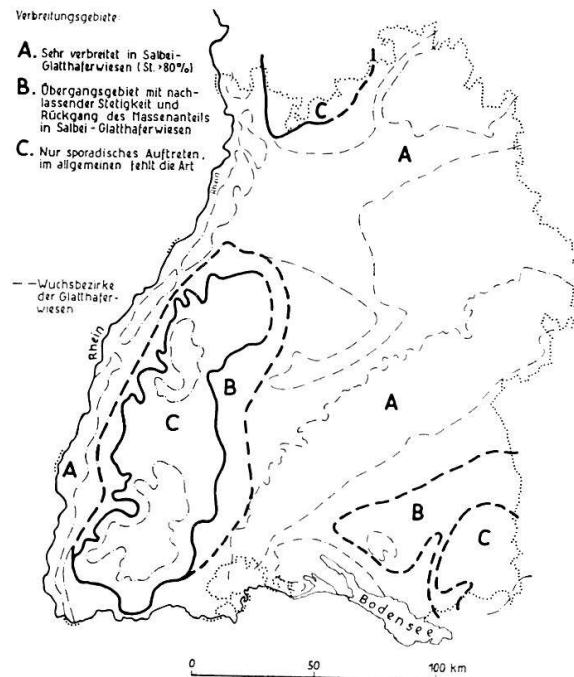 Verbreitungsgebiete:
A. Sehr verbreitet in Salbei-
Glatthaferwiesen (St. >80%)
B. Übergangsgebiet mit nach-
lassender Stetigkeit und
Rückgang des Massenanteils
in Salbei-Glatthaferwiesen
C. Nur sporadisches Auftreten,
im allgemeinen fehlt die Art
--- Wuchsbezirke
der Glatthafer-
wiesen
C
A
Rhein
Rhein
B
A
C
A
B
C
Bodensee
0 50 100 km